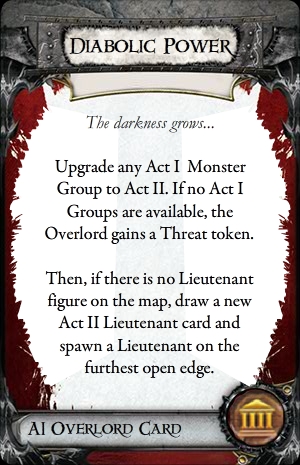 Diabolic Power
The darkness grows...
Upgrade any Act I Monster
Group to Act II. If no Act I
Groups are available, the
Overlord gains a Threat token.
Then, if there is no Lieutenant
figure on the map, draw a new
Act II Lieutenant card and
spawn a Lieutenant on the
furthest open edge.
AI Overlord Card